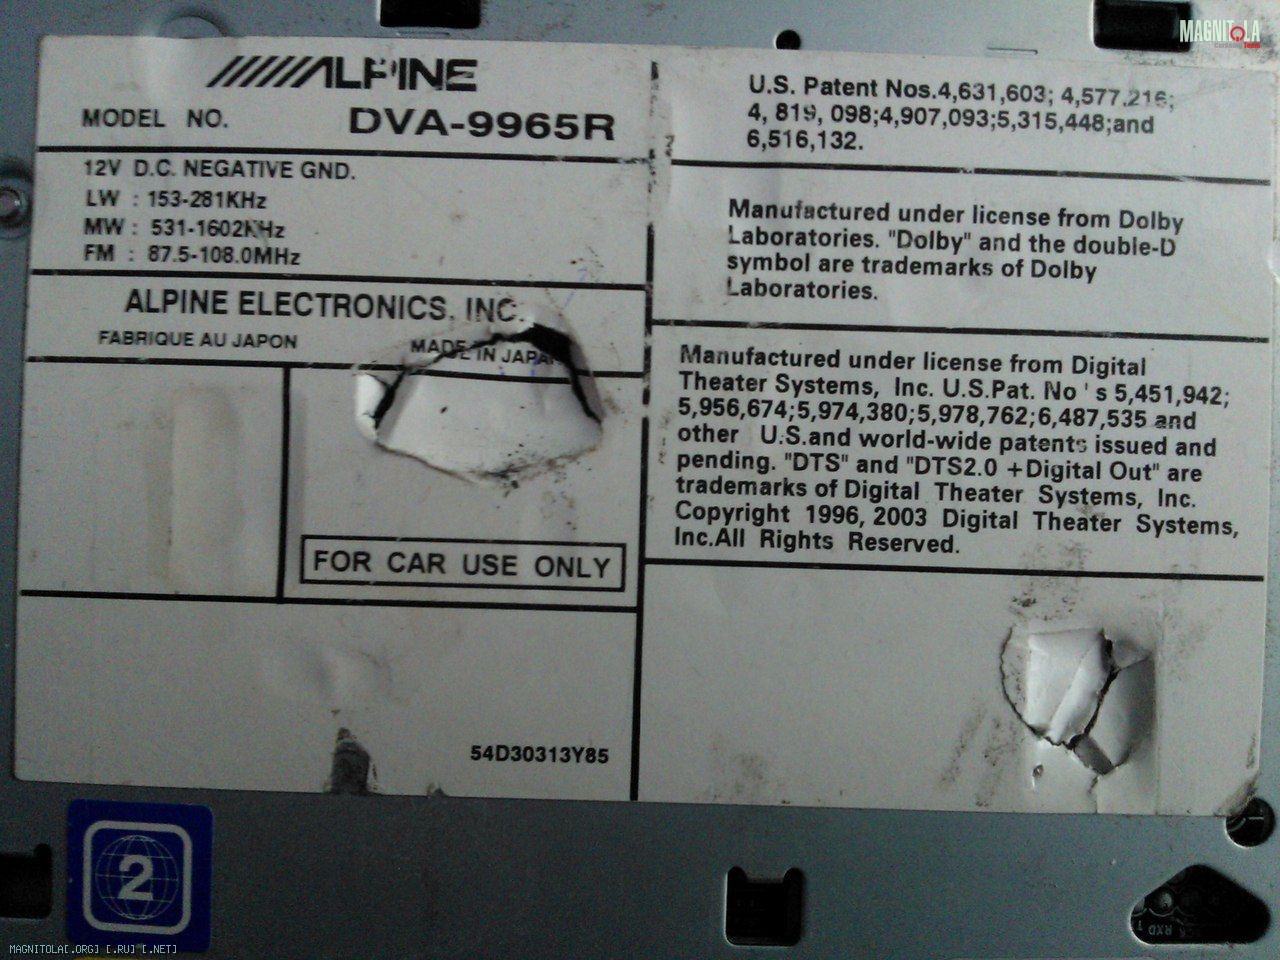 MAGNITOLA
ALPINE
MODEL NO. DVA-9965R
12V D.C. NEGATIVE GND.
LW : 153-281KHz
MW : 531-1602KHz
FM : 87.5-108.0MHz
ALPINE ELECTRONICS, INC.
FABRIQUE AU JAPON MADE IN JAPAN
FOR CAR USE ONLY
54D30313Y85
U.S. Patent Nos.4,631,603; 4,577,216;
4, 819, 098;4,907,093;5,315,448;and
6,516,132.
Manufactured under license from Dolby
Laboratories. "Dolby" and the double-D
symbol are trademarks of Dolby
Laboratories.
Manufactured under license from Digital
Theater Systems, Inc. U.S.Pat. No ' s 5,451,942;
5,956,674;5,974,380;5,978,762;6,487,535 and
other U.S.and world-wide patents issued and
pending. "DTS" and "DTS2.0 +Digital Out" are
trademarks of Digital Theater Systems, Inc.
Copyright 1996, 2003 Digital Theater Systems,
Inc.All Rights Reserved.
2
RXD
MAGNITOLA[.ORG] [.RU] [.NET]